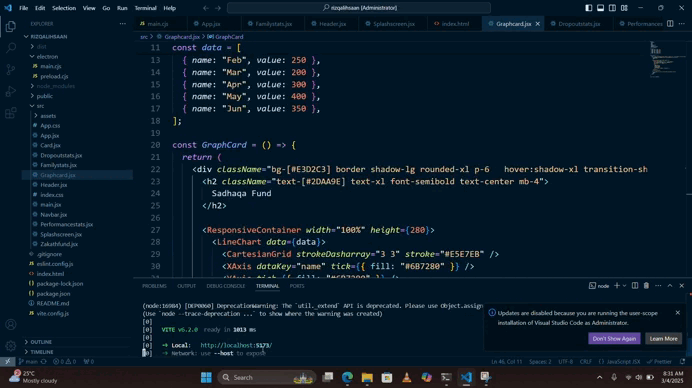 File Edit Selection View Go Run Terminal Help
rizqalihsaan [Administrator]
EXPLORER
RIZQALIHSAAN
dist
electron
main.cjs
preload.cjs
node_modules
public
src
assets
App.css
App.jsx
Card.jsx
Dropoutstats.jsx
Familystats.jsx
Graphcard.jsx
Header.jsx
index.css
main.jsx
Navbar.jsx
Performancestats.jsx
Splashscreen.jsx
Zakathfund.jsx
.gitignore
eslint.config.js
index.html
package-lock.json
package.json
README.md
vite.config.js
OUTLINE
TIMELINE
main.cjs App.jsx Familystats.jsx Header.jsx Splashscreen.jsx index.html Graphcard.jsx Dropoutstats.jsx Performances
src > Graphcard.jsx > GraphCard
11 const data = [
13 { name: "Feb", value: 250 },
14 { name: "Mar", value: 200 },
15 { name: "Apr", value: 300 },
16 { name: "May", value: 400 },
17 { name: "Jun", value: 350 },
18 ];
19
20 const GraphCard = () => {
21 return (
22 <div className="bg-[#E3D2C3] border shadow-lg rounded-xl p-6 hover:shadow-xl transition-sh
23 <h2 className="text-[#2DAA9E] text-xl font-semibold text-center mb-4">
24 Sadhaqa Fund
25 </h2>
26
27 <ResponsiveContainer width="100%" height={280}>
28 <LineChart data={data}>
29 <CartesianGrid strokeDasharray="3 3" stroke="#E5E7EB" />
30 <XAxis dataKey="name" tick={{ fill: "#6B7280" }} />
PROBLEMS OUTPUT DEBUG CONSOLE TERMINAL PORTS
node
(node:16984) [DEP0060] DeprecationWarning: The `util._extend` API is deprecated. Please use Object.assign
(Use `node --trace-deprecation ...` to show where the warning was created)
[0]
[0] VITE v6.2.0 ready in 1013 ms
[0]
[0] ➜ Local: http://localhost:5173/
[0] ➜ Network: use --host to expose
Updates are disabled because you are running the user-scope installation of Visual Studio Code as Administrator.
Don't Show Again
Learn More
main 0 0 0
Ln 46, Col 11 Spaces: 2 UTF-8 CRLF JavaScript JSX Prettier
25°C
Mostly cloudy
Search
8:31 AM
3/4/2025